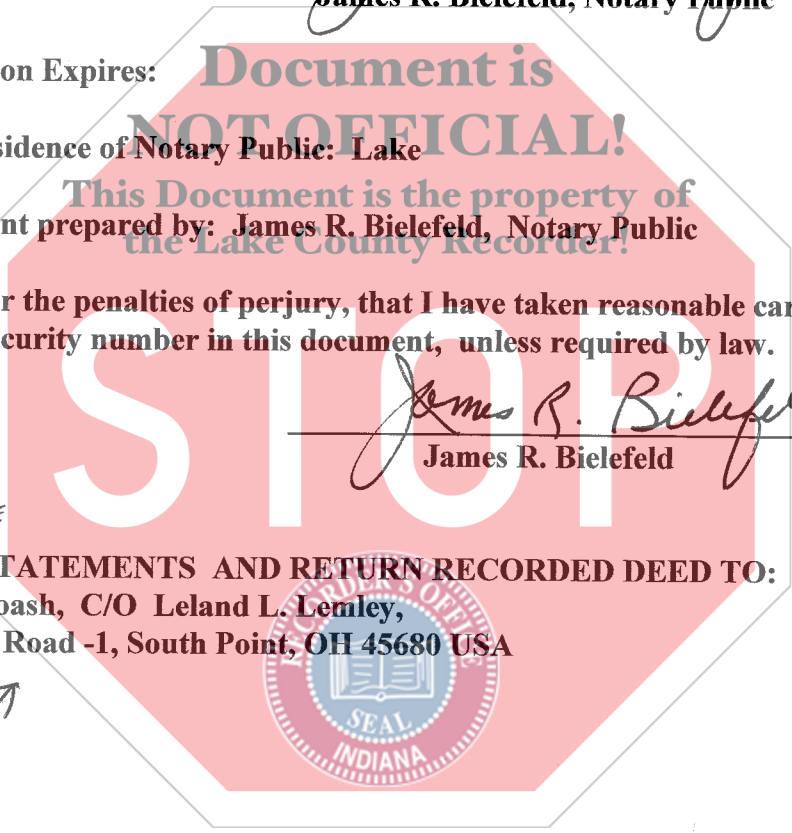 James R. Bielefeld, Notary Public
on Expires:
Document is
NOT OFFICIAL!
sidence of Notary Public: Lake
This Document is the property of
nt prepared by: James R. Bielefeld, Notary Public
the Lake County Recorder!
r the penalties of perjury, that I have taken reasonable car
curity number in this document, unless required by law.
STOP
James R. Bielefel
James R. Bielefeld
TATEMENTS AND RETURN RECORDED DEED TO:
oash, C/O Leland L. Lemley,
Road -1, South Point, OH 45680 USA
RECORDER'S OFFICE
SEAL
INDIANA